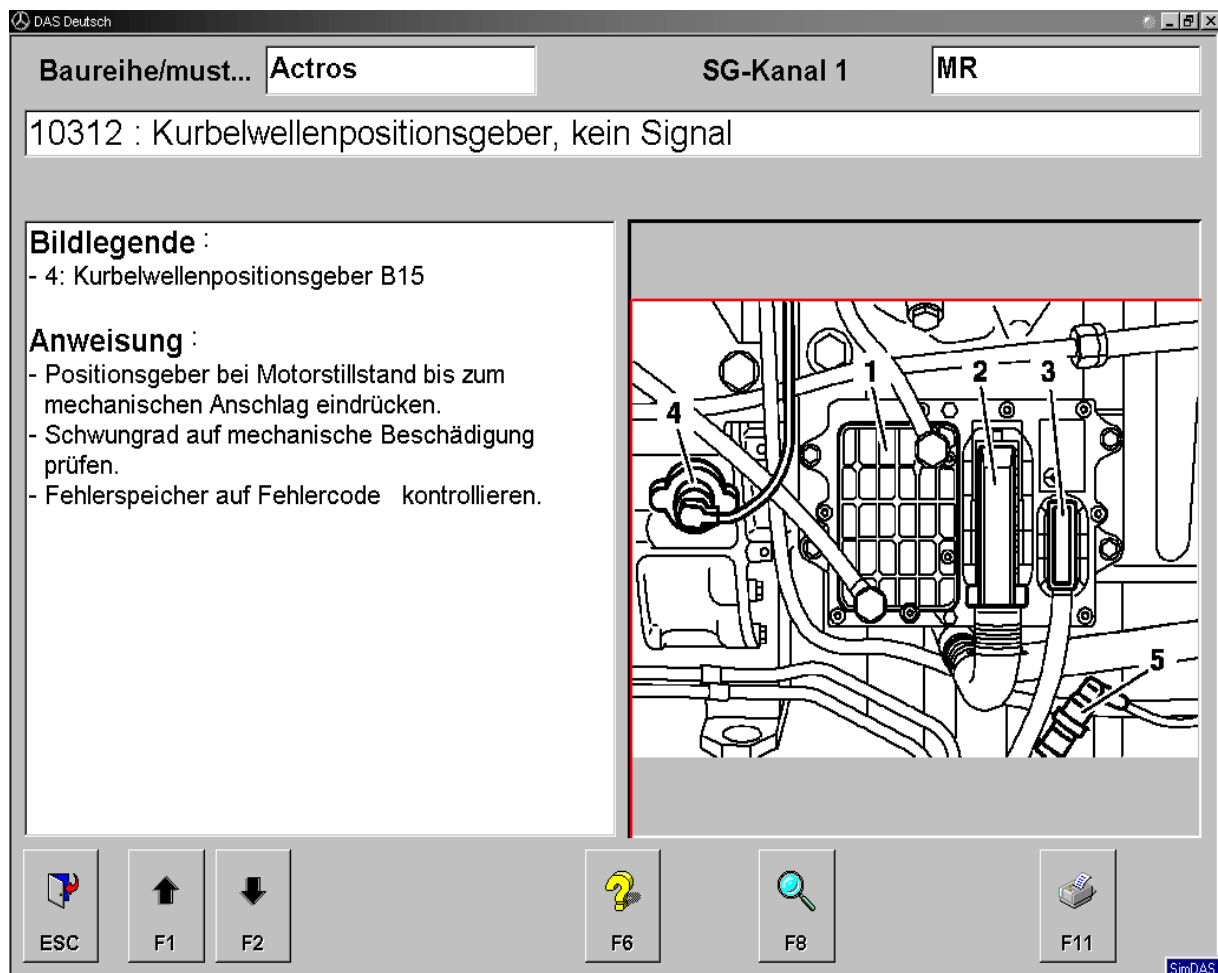 DAS Deutsch
Baureihe/must... Actros SG-Kanal 1 MR
10312 : Kurbelwellenpositionsgeber, kein Signal
Bildlegende :
- 4: Kurbelwellenpositionsgeber B15
Anweisung :
- Positionsgeber bei Motorstillstand bis zum
mechanischen Anschlag eindrücken.
- Schwungrad auf mechanische Beschädigung
prüfen.
- Fehlerspeicher auf Fehlercode kontrollieren.
1 2 3
4
5
ESC F1 F2 F6 F8 F11
SimDAS